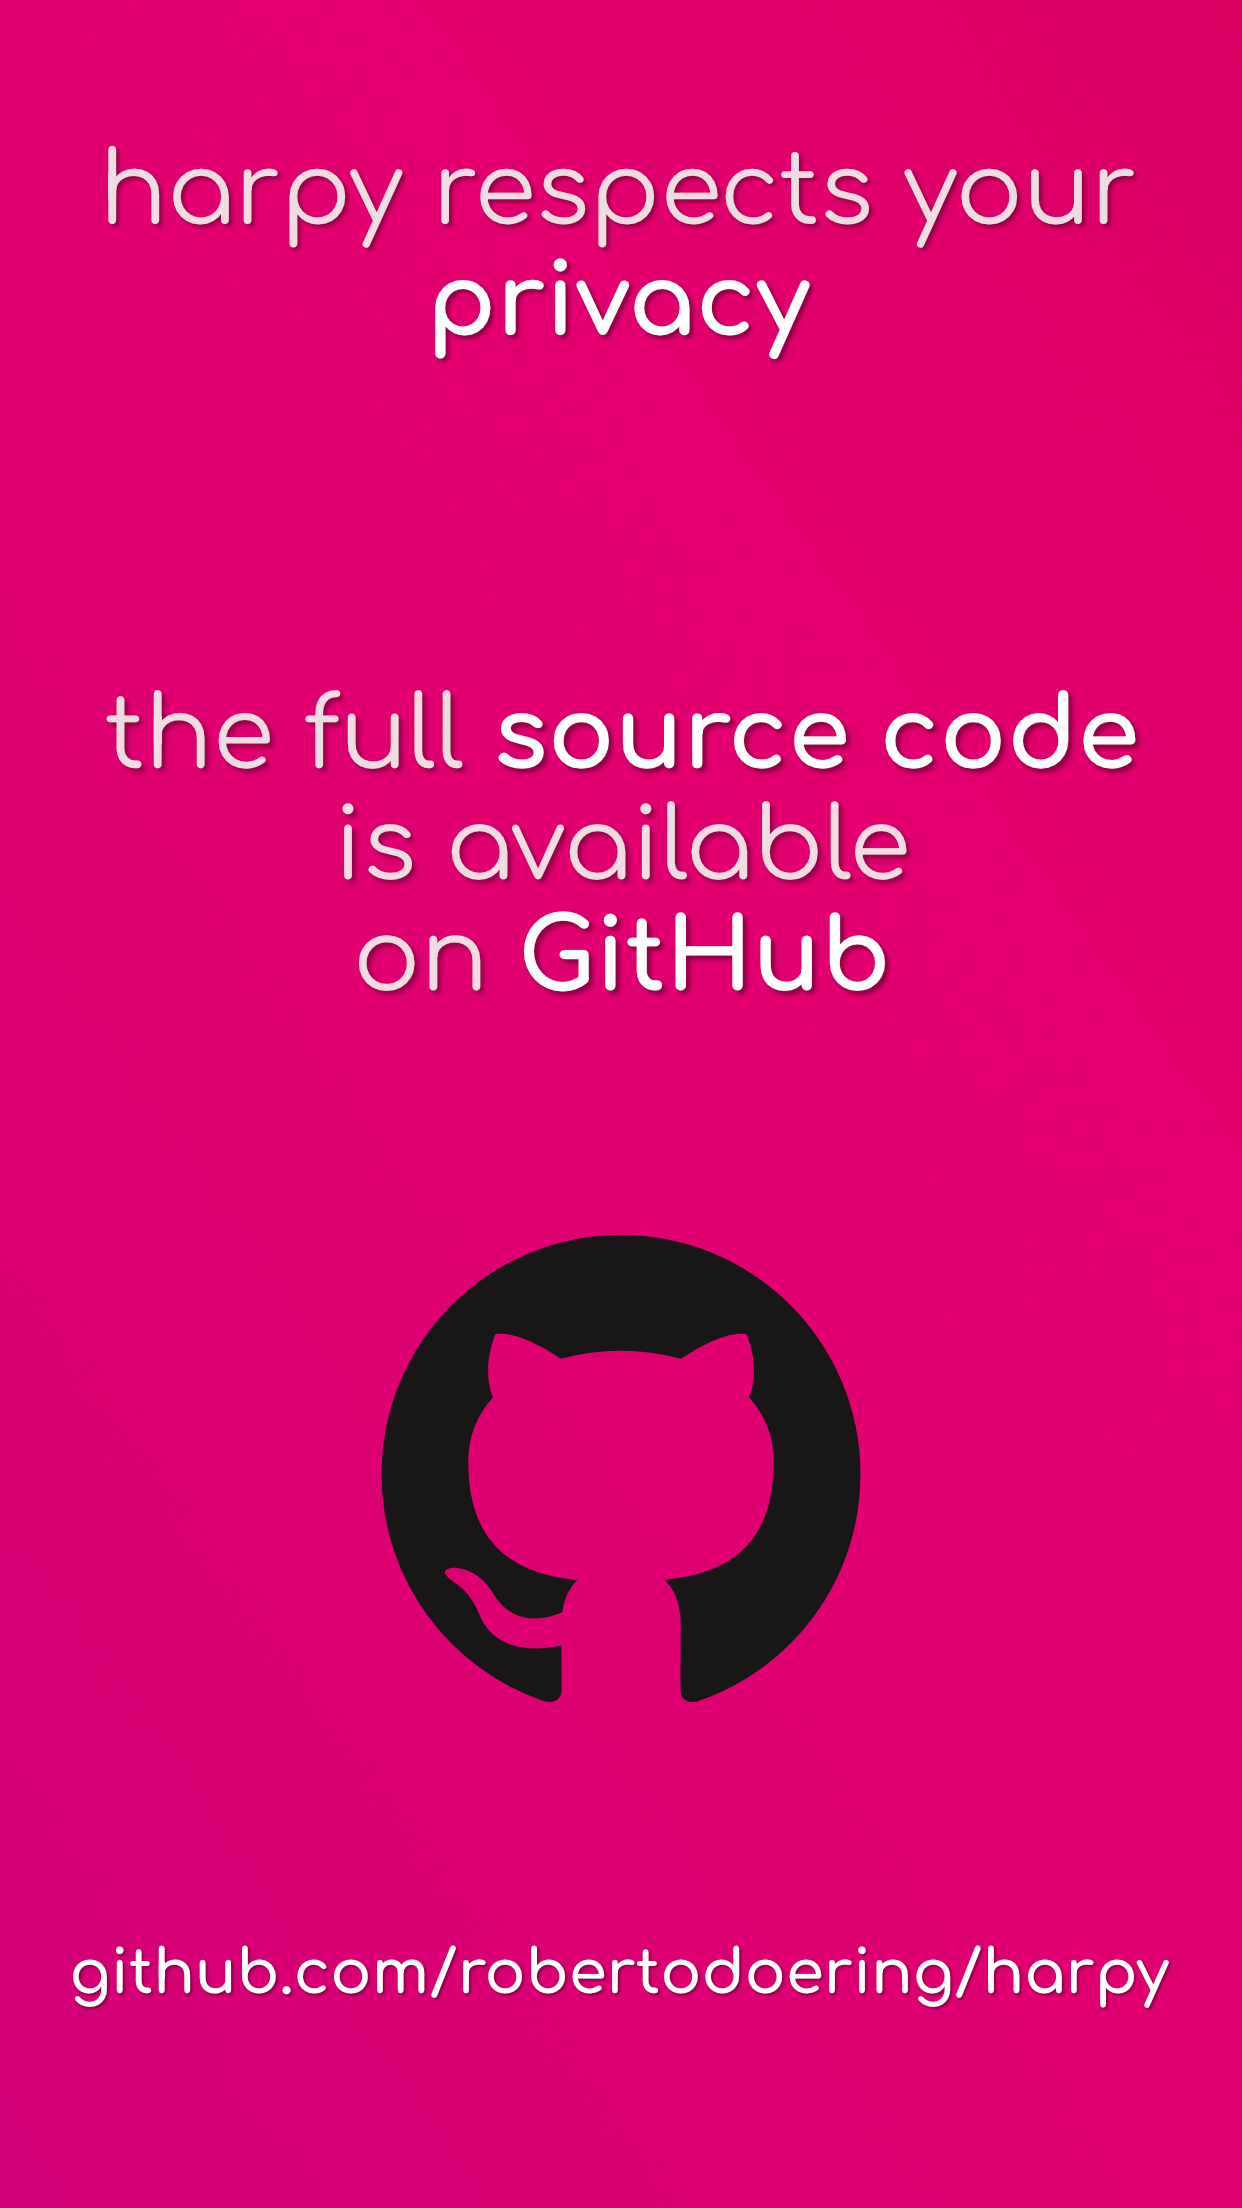 harpy respects your
privacy
the full source code
is available
on GitHub
github.com/robertodoering/harpy